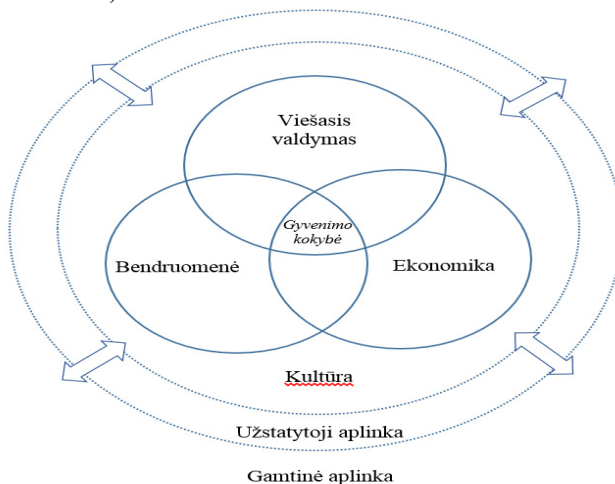 Viešasis
valdymas
Gyvenimo
kokybė
Bendruomenė
Ekonomika
Kultūra
Užstatytoji aplinka
Gamtinė aplinka